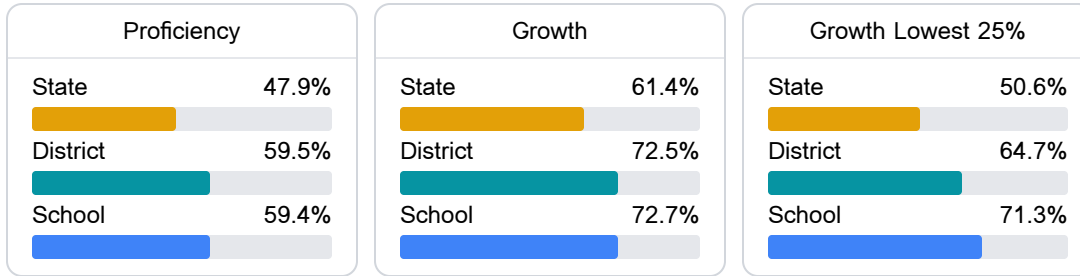 Proficiency
State 47.9%
District 59.5%
School 59.4%
Growth
State 61.4%
District 72.5%
School 72.7%
Growth Lowest 25%
State 50.6%
District 64.7%
School 71.3%